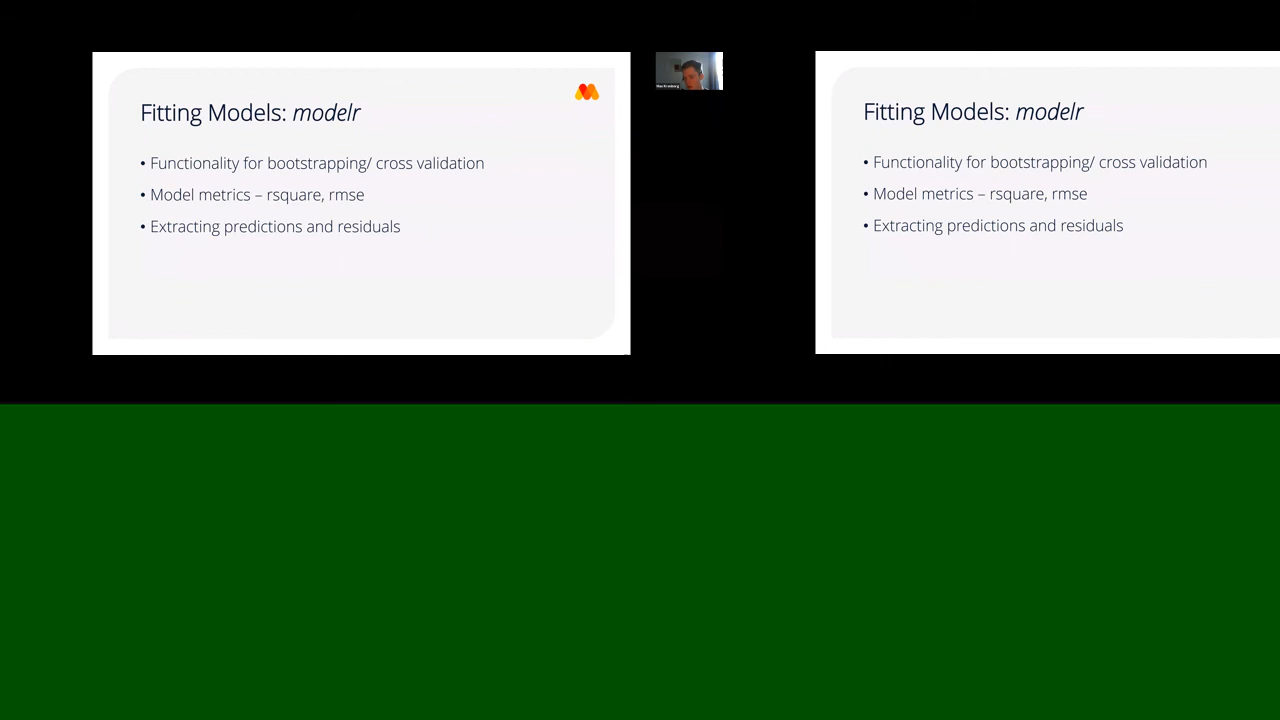 Fitting Models: modelr
• Functionality for bootstrapping/ cross validation
• Model metrics – rsquare, rmse
• Extracting predictions and residuals
Fitting Models: modelr
• Functionality for bootstrapping/ cross validation
• Model metrics – rsquare, rmse
• Extracting predictions and residuals